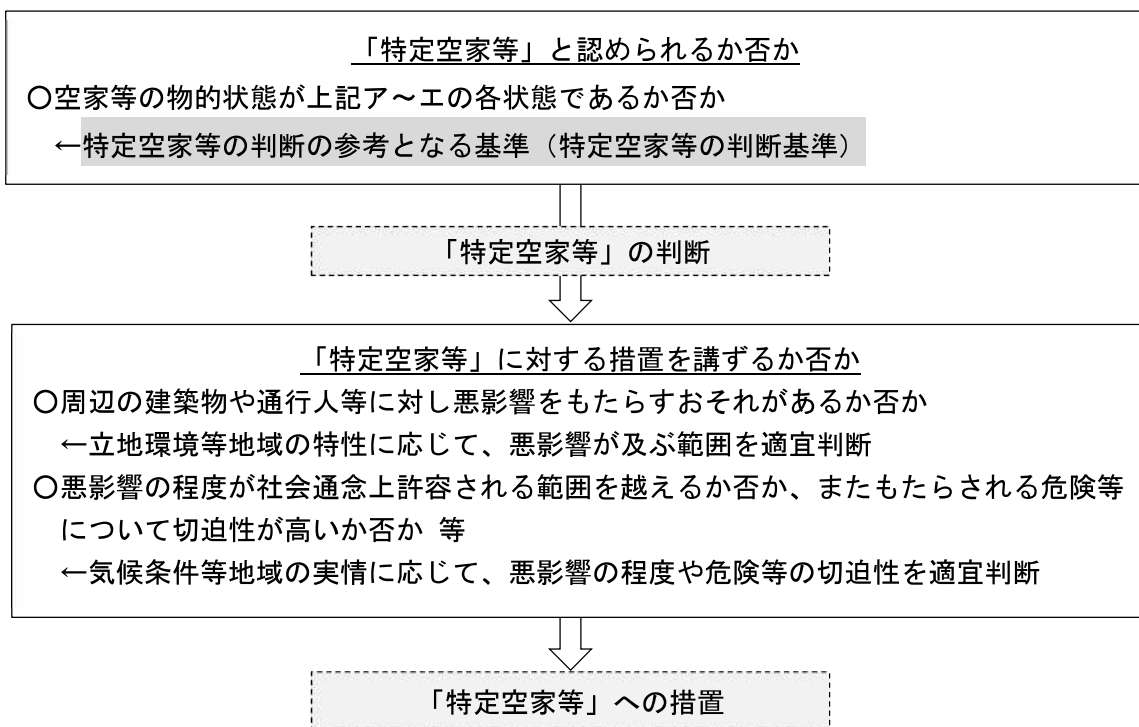 「特定空家等」と認められるか否か
○空家等の物的状態が上記ア～エの各状態であるか否か
←特定空家等の判断の参考となる基準（特定空家等の判断基準）
「特定空家等」の判断
「特定空家等」に対する措置を講ずるか否か
○周辺の建築物や通行人等に対し悪影響をもたらすおそれがあるか否か
←立地環境等地域の特性に応じて、悪影響が及ぶ範囲を適宜判断
○悪影響の程度が社会通念上許容される範囲を越えるか否か、またもたらされる危険等
について切迫性が高いか否か 等
←気候条件等地域の実情に応じて、悪影響の程度や危険等の切迫性を適宜判断
「特定空家等」への措置